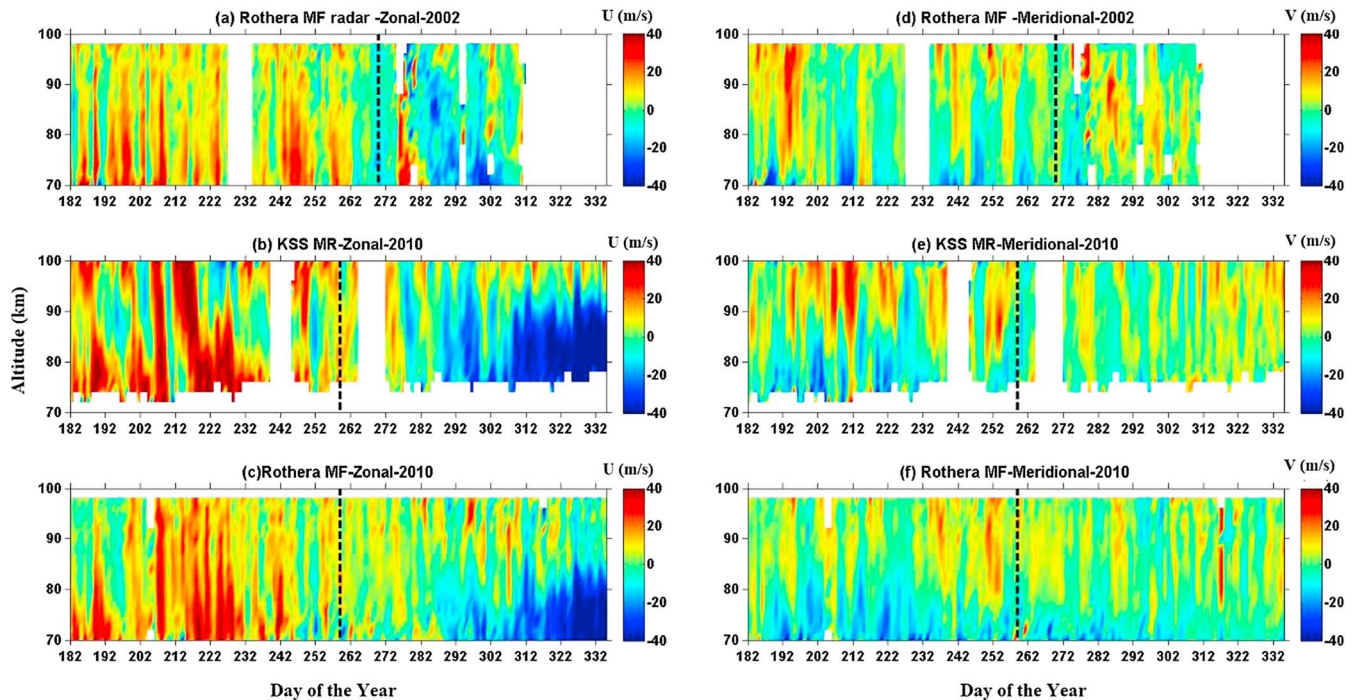 (a) Rothera MF radar -Zonal-2002
U (m/s)
100
90
80
70
40
20
0
-20
-40
182 192 202 212 222 232 242 252 262 272 282 292 302 312 322 332
(d) Rothera MF -Meridional-2002
V (m/s)
100
90
80
70
40
20
0
-20
-40
182 192 202 212 222 232 242 252 262 272 282 292 302 312 322 332
(b) KSS MR-Zonal-2010
U (m/s)
Altitude (km)
100
90
80
70
40
20
0
-20
-40
182 192 202 212 222 232 242 252 262 272 282 292 302 312 322 332
(e) KSS MR-Meridional-2010
V (m/s)
100
90
80
70
40
20
0
-20
-40
182 192 202 212 222 232 242 252 262 272 282 292 302 312 322 332
(c)Rothera MF-Zonal-2010
U (m/s)
100
90
80
70
40
20
0
-20
-40
182 192 202 212 222 232 242 252 262 272 282 292 302 312 322 332
Day of the Year
(f) Rothera MF-Meridional-2010
V (m/s)
100
90
80
70
40
20
0
-20
-40
182 192 202 212 222 232 242 252 262 272 282 292 302 312 322 332
Day of the Year